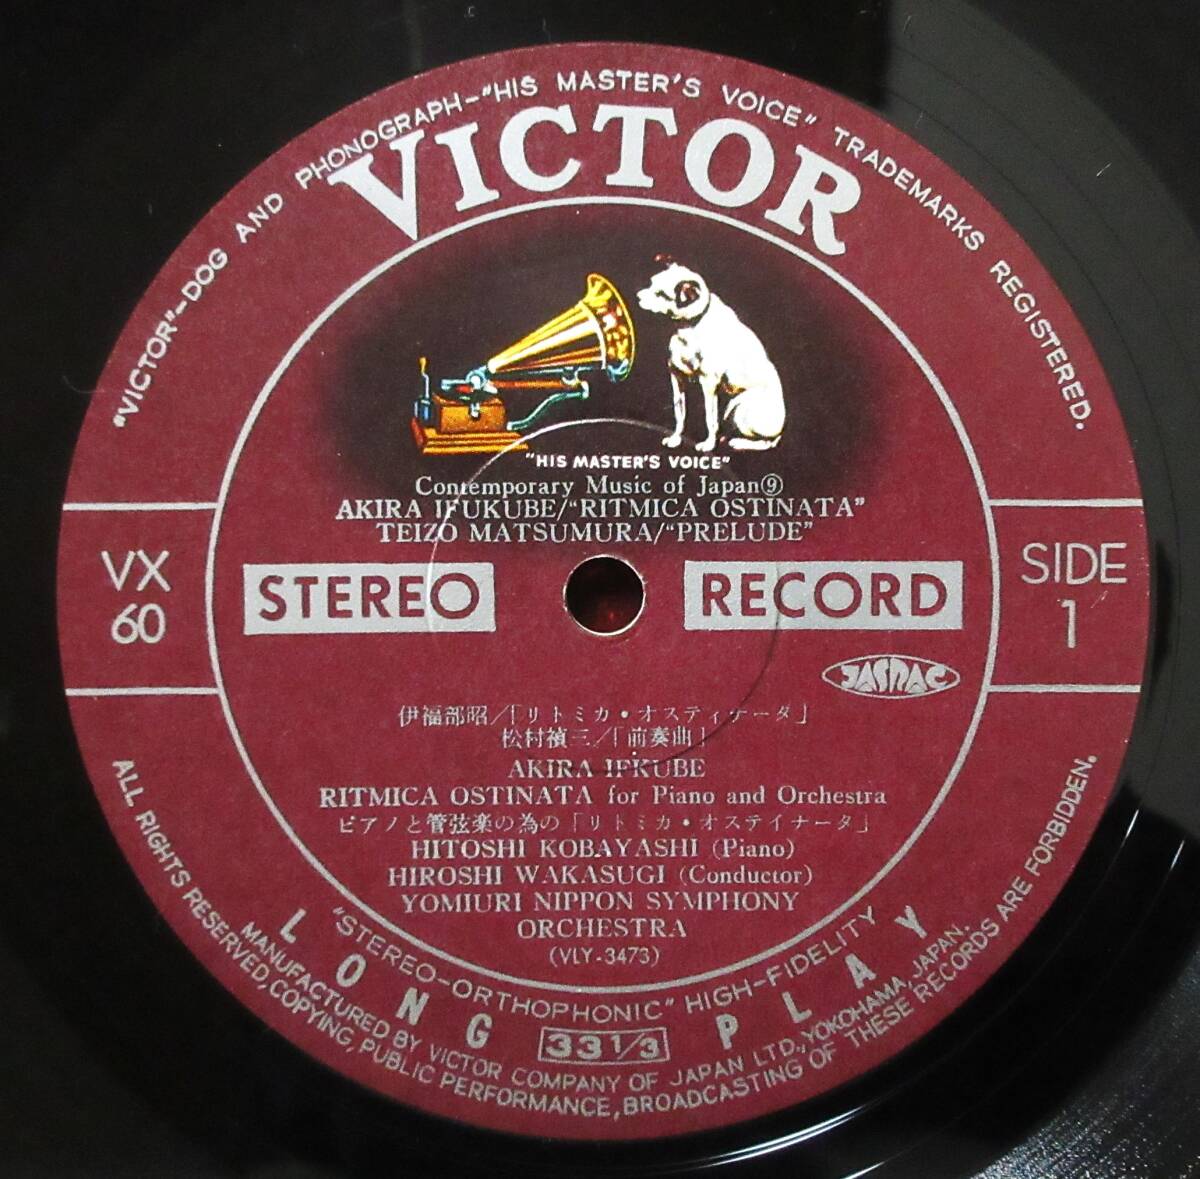 "VICTOR"-DOG AND PHONOGRAPH-"HIS MASTER'S VOICE" TRADEMARKS REGISTERED.
VICTOR
"HIS MASTER'S VOICE"
Contemporary Music of Japan⑨
AKIRA IFUKUBE/"RITMICA OSTINATA"
TEIZO MATSUMURA/"PRELUDE"
VX
60
STEREO RECORD
SIDE
1
JASRAC
伊福部昭/「リトミカ・オスティナータ」
松村禎三/「前奏曲」
AKIRA IFKUBE
RITMICA OSTINATA for Piano and Orchestra
ピアノと管弦楽の為の「リトミカ・オステイナータ」
HITOSHI KOBAYASHI (Piano)
HIROSHI WAKASUGI (Conductor)
YOMIURI NIPPON SYMPHONY
ORCHESTRA
(VLY-3473)
"STEREO-ORTHOPHONIC" HIGH-FIDELITY
LONG 33 1/3 PLAY
MANUFACTURED BY VICTOR COMPANY OF JAPAN LTD., YOKOHAMA, JAPAN.
ALL RIGHTS RESERVED, COPYING, PUBLIC PERFORMANCE, BROADCASTING OF THESE RECORDS ARE FORBIDDEN.